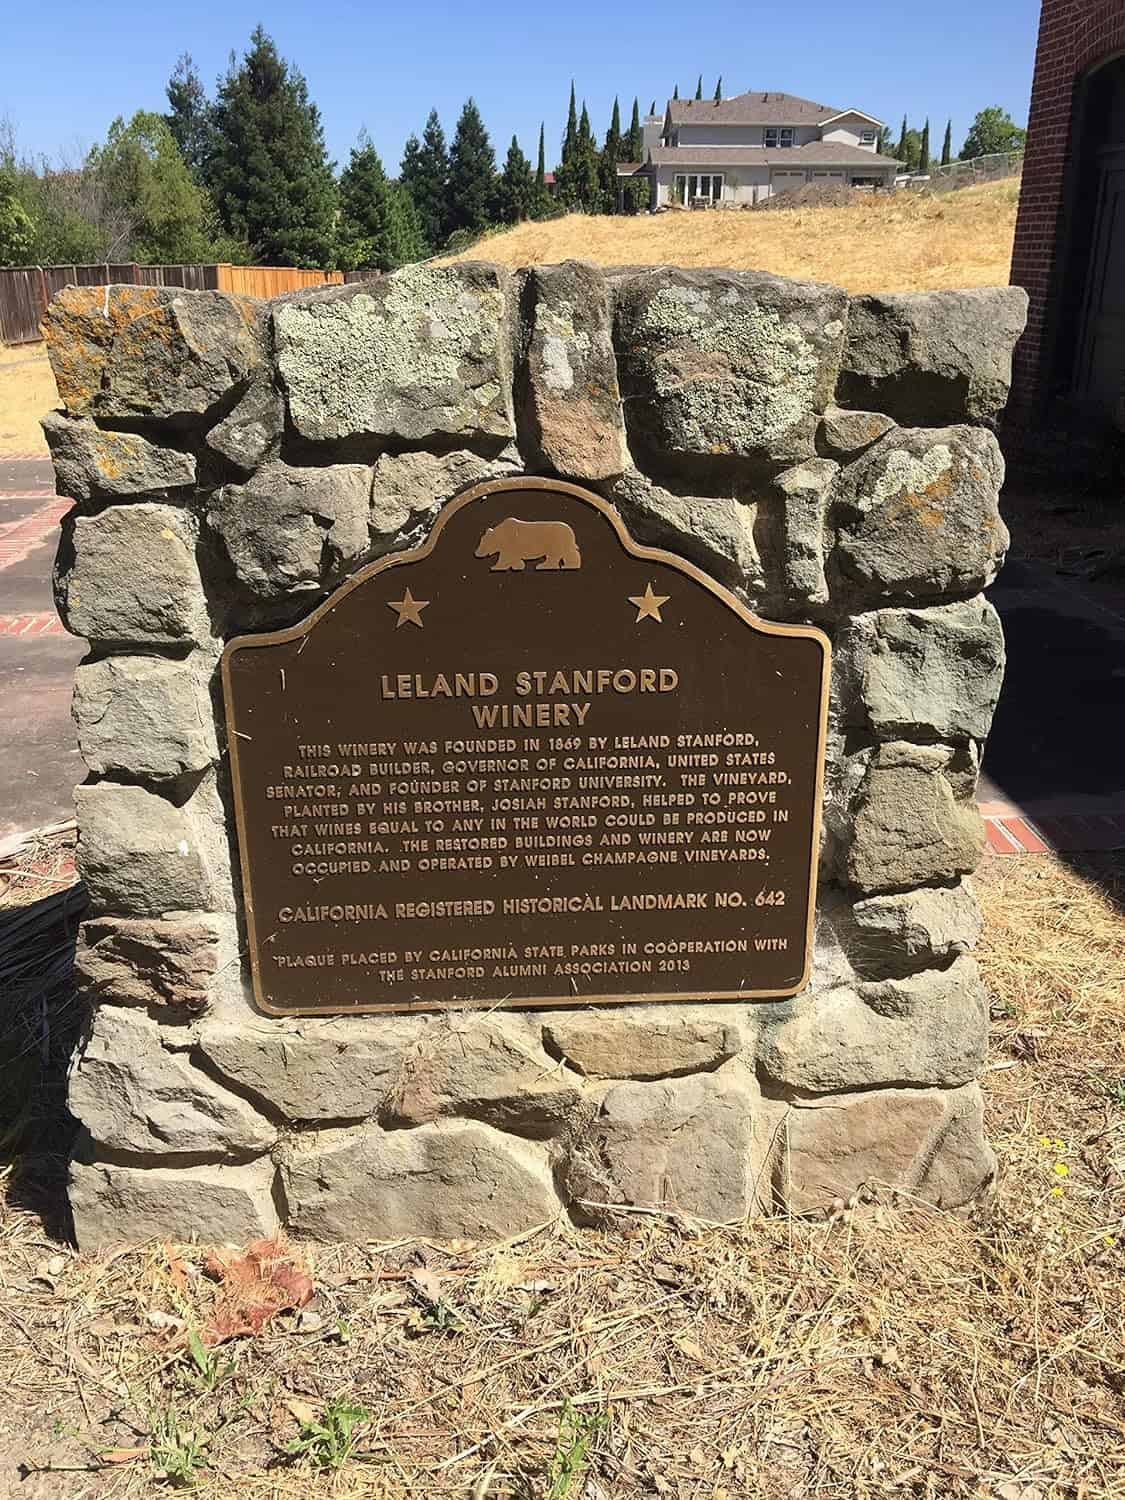 LELAND STANFORD
WINERY
THIS WINERY WAS FOUNDED IN 1869 BY LELAND STANFORD,
RAILROAD BUILDER, GOVERNOR OF CALIFORNIA, UNITED STATES
SENATOR, AND FOUNDER OF STANFORD UNIVERSITY. THE VINEYARD,
PLANTED BY HIS BROTHER, JOSIAH STANFORD, HELPED TO PROVE
THAT WINES EQUAL TO ANY IN THE WORLD COULD BE PRODUCED IN
CALIFORNIA. THE RESTORED BUILDINGS AND WINERY ARE NOW
OCCUPIED AND OPERATED BY WEIBEL CHAMPAGNE VINEYARDS.
CALIFORNIA REGISTERED HISTORICAL LANDMARK NO. 642
PLAQUE PLACED BY CALIFORNIA STATE PARKS IN COOPERATION WITH
THE STANFORD ALUMNI ASSOCIATION 2013